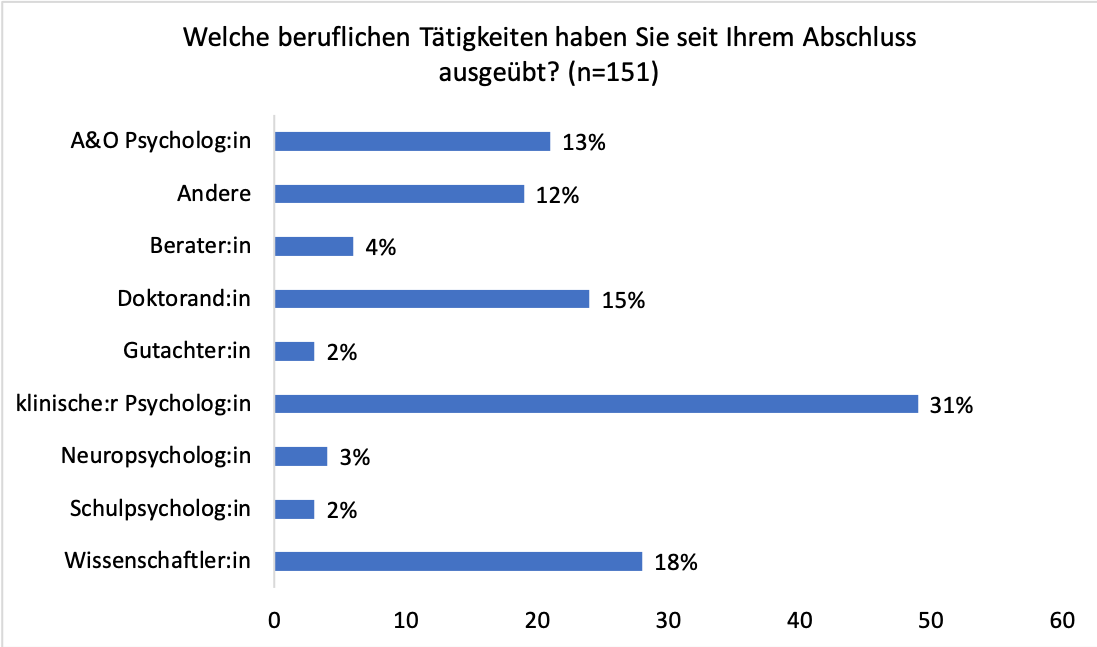 Welche beruflichen Tätigkeiten haben Sie seit Ihrem Abschluss
ausgeübt? (n=151)
A&O Psycholog:in 13%
Andere 12%
Berater:in 4%
Doktorand:in 15%
Gutachter:in 2%
klinische:r Psycholog:in 31%
Neuropsycholog:in 3%
Schulpsycholog:in 2%
Wissenschaftler:in 18%
0 10 20 30 40 50 60